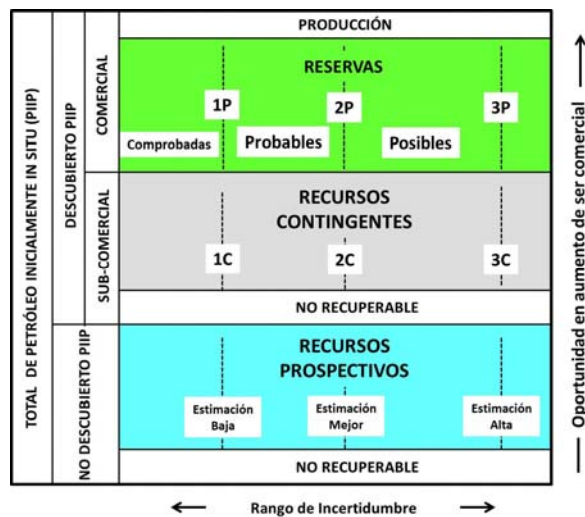 TOTAL DE PETRÓLEO INICIALMENTE IN SITU (PIIP)
DESCUBIERTO PIIP
NO DESCUBIERTO PIIP
COMERCIAL
SUB-COMERCIAL
PRODUCCIÓN
RESERVAS
1P 2P 3P
Comprobadas Probables Posibles
RECURSOS
CONTINGENTES
1C 2C 3C
NO RECUPERABLE
RECURSOS
PROSPECTIVOS
Estimación Estimación Estimación
Baja Mejor Alta
NO RECUPERABLE
Rango de Incertidumbre
Oportunidad en aumento de ser comercial